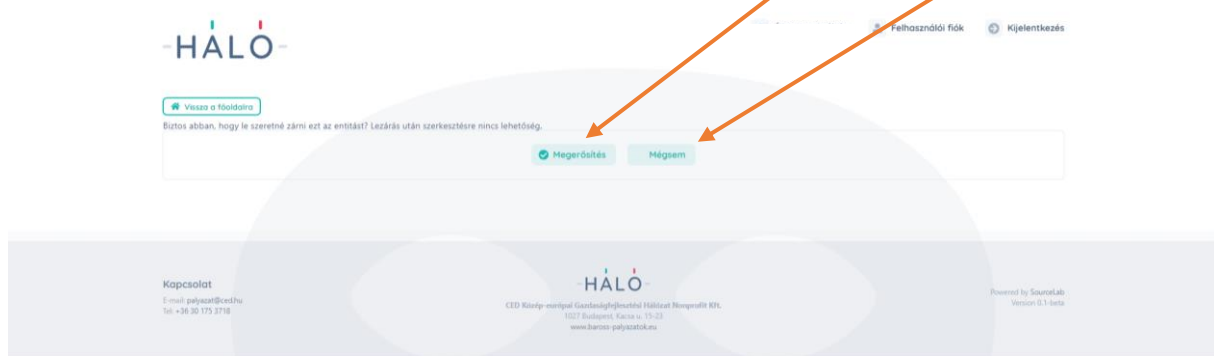 -HÁLÓ-
Felhasználói fiók
Kijelentkezés
Vissza a főoldalra
Biztos abban, hogy le szeretné zárni ezt az entitást? Lezárás után szerkesztésre nincs lehetőség.
Megerősítés
Mégsem
Kapcsolat
E-mail: palyazat@ced.hu
Tel: +36 30 175 3718
-HÁLÓ-
CED Közép-európai Gazdaságfejlesztési Hálózat Nonprofit Kft.
1027 Budapest, Kacsa u. 15-23
www.baross-palyazatok.eu
Powered by SourceLab
Version 0.1-beta